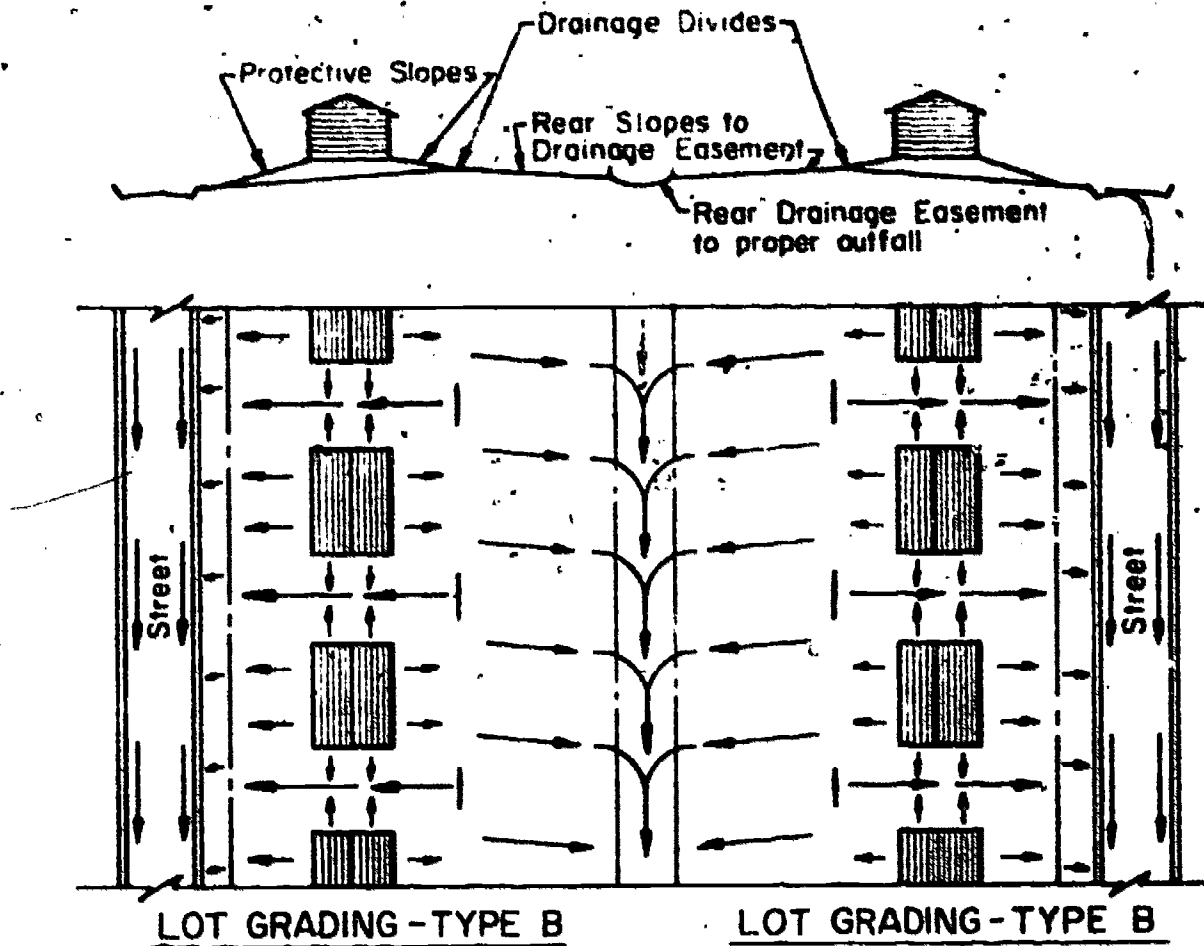 Drainage Divides
Protective Slopes
Rear Slopes to
Drainage Easement
Rear Drainage Easement
to proper outfall
Street
Street
LOT GRADING - TYPE B
LOT GRADING - TYPE B